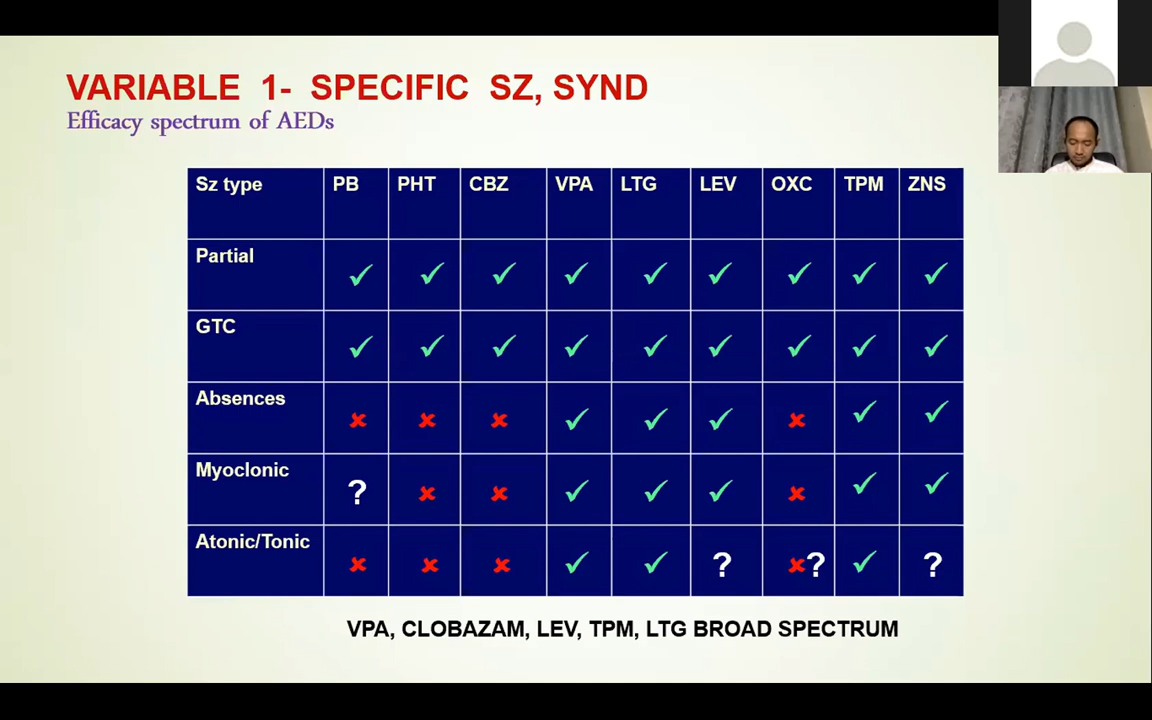 VARIABLE 1- SPECIFIC SZ, SYND
Efficacy spectrum of AEDs
Sz type PB PHT CBZ VPA LTG LEV OXC TPM ZNS
Partial ✓ ✓ ✓ ✓ ✓ ✓ ✓ ✓ ✓
GTC ✓ ✓ ✓ ✓ ✓ ✓ ✓ ✓ ✓
Absences ✘ ✘ ✘ ✓ ✓ ✓ ✘ ✓ ✓
Myoclonic ? ✘ ✘ ✓ ✓ ✓ ✘ ✓ ✓
Atonic/Tonic ✘ ✘ ✘ ✓ ✓ ? ✘? ✓ ?
VPA, CLOBAZAM, LEV, TPM, LTG BROAD SPECTRUM